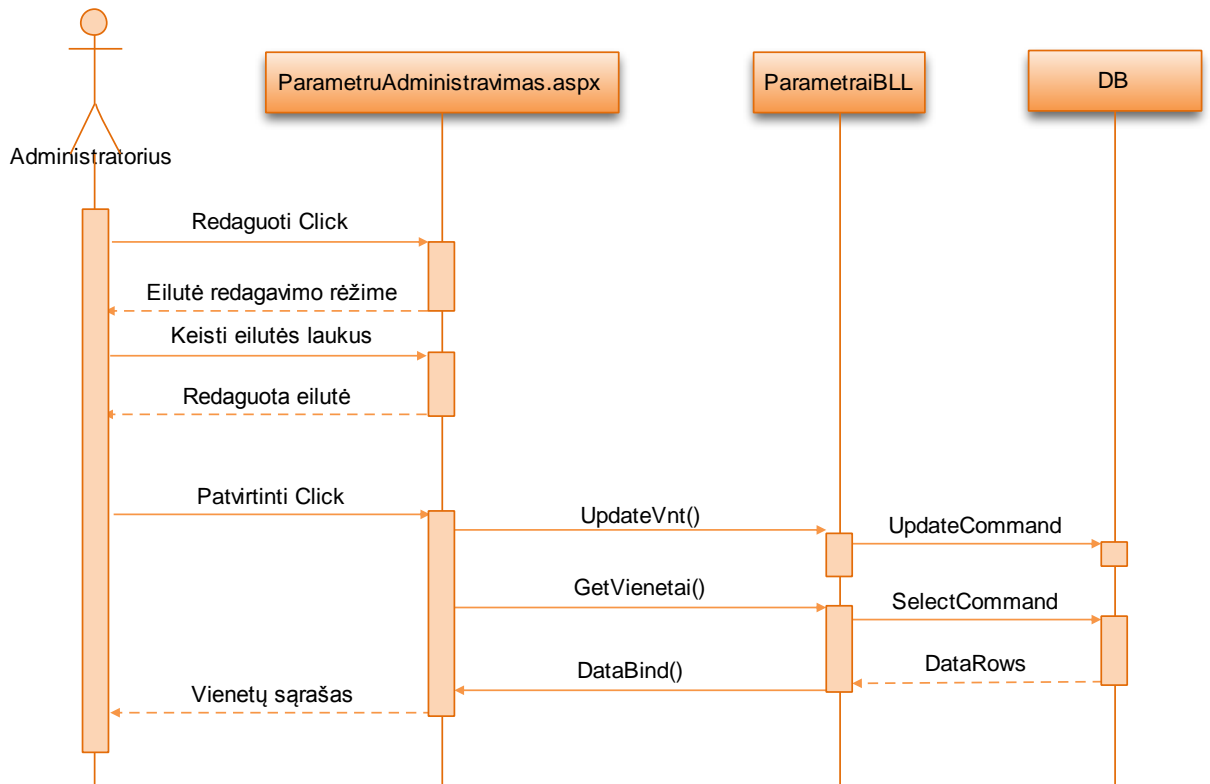 ParametruAdministravimas.aspx
ParametraiBLL
DB
Administratorius
Redaguoti Click
Eilutė redagavimo rėžime
Keisti eilutės laukus
Redaguota eilutė
Patvirtinti Click
UpdateVnt()
UpdateCommand
GetVienetai()
SelectCommand
DataRows
DataBind()
Vienetų sąrašas